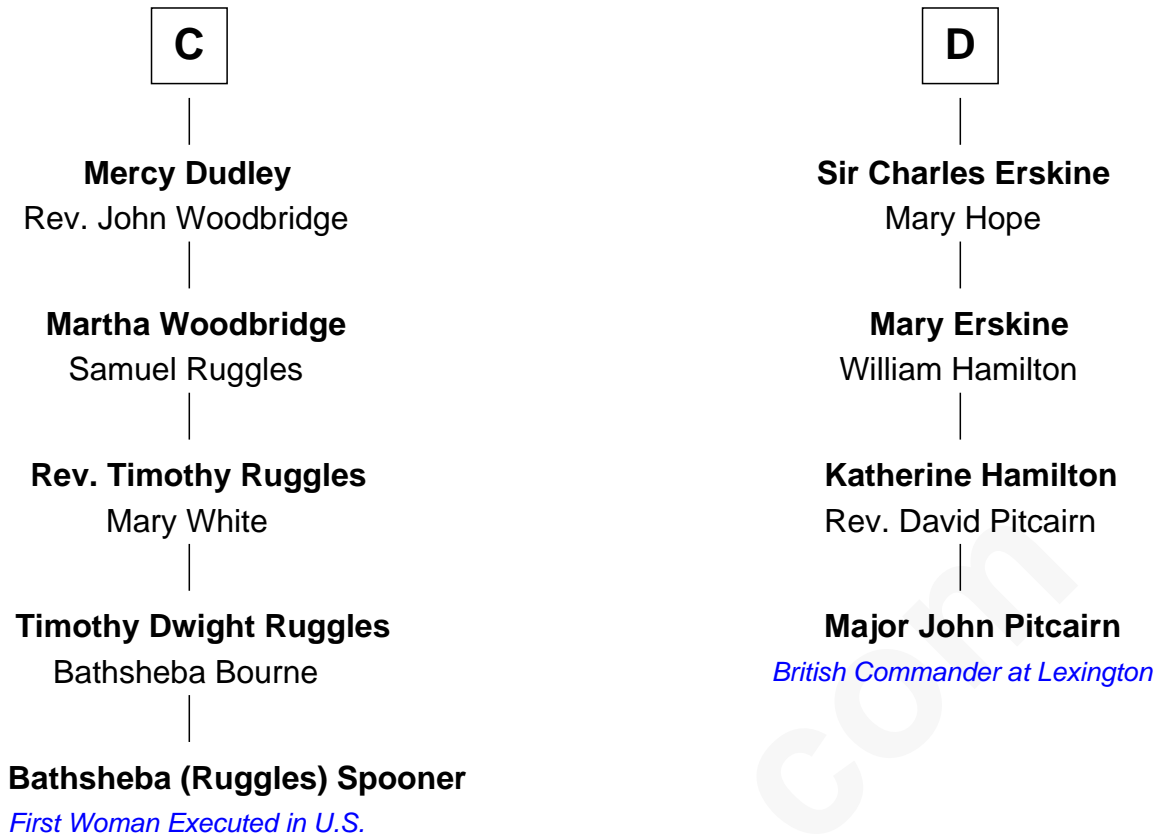 C
Mercy Dudley
Rev. John Woodbridge
Martha Woodbridge
Samuel Ruggles
Rev. Timothy Ruggles
Mary White
Timothy Dwight Ruggles
Bathsheba Bourne
Bathsheba (Ruggles) Spooner
First Woman Executed in U.S.
D
Sir Charles Erskine
Mary Hope
Mary Erskine
William Hamilton
Katherine Hamilton
Rev. David Pitcairn
Major John Pitcairn
British Commander at Lexington
com